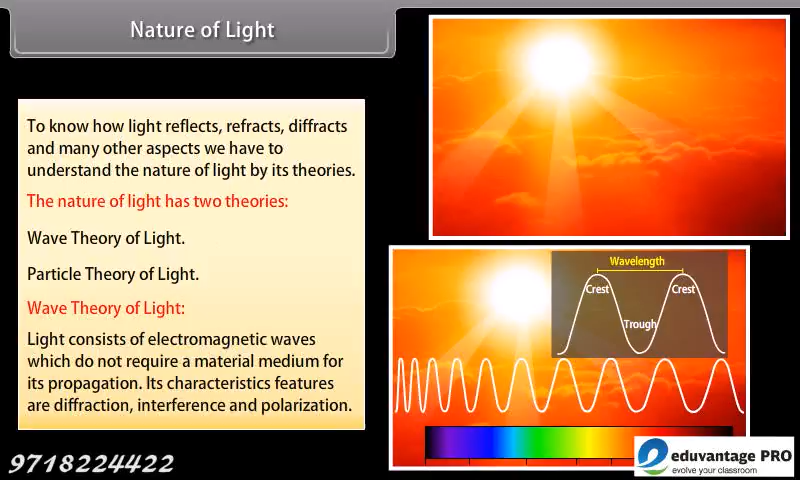 Nature of Light
To know how light reflects, refracts, diffracts
and many other aspects we have to
understand the nature of light by its theories.
The nature of light has two theories:
Wave Theory of Light.
Particle Theory of Light.
Wave Theory of Light:
Light consists of electromagnetic waves
which do not require a material medium for
its propagation. Its characteristics features
are diffraction, interference and polarization.
Wavelength
Crest
Crest
Trough
9718224422
eduvantage PRO
evolve your classroom